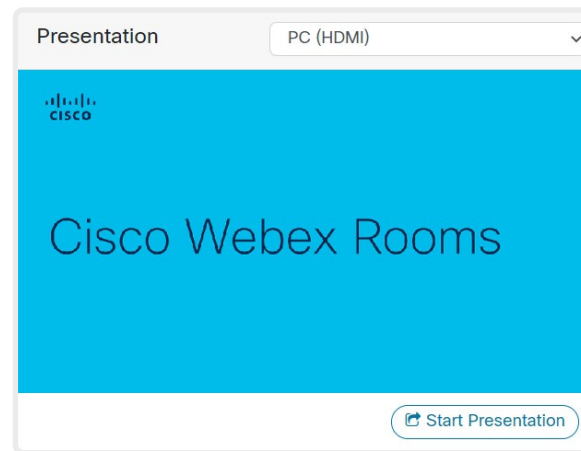 Presentation
PC (HDMI)
CISCO
Cisco Webex Rooms
Start Presentation